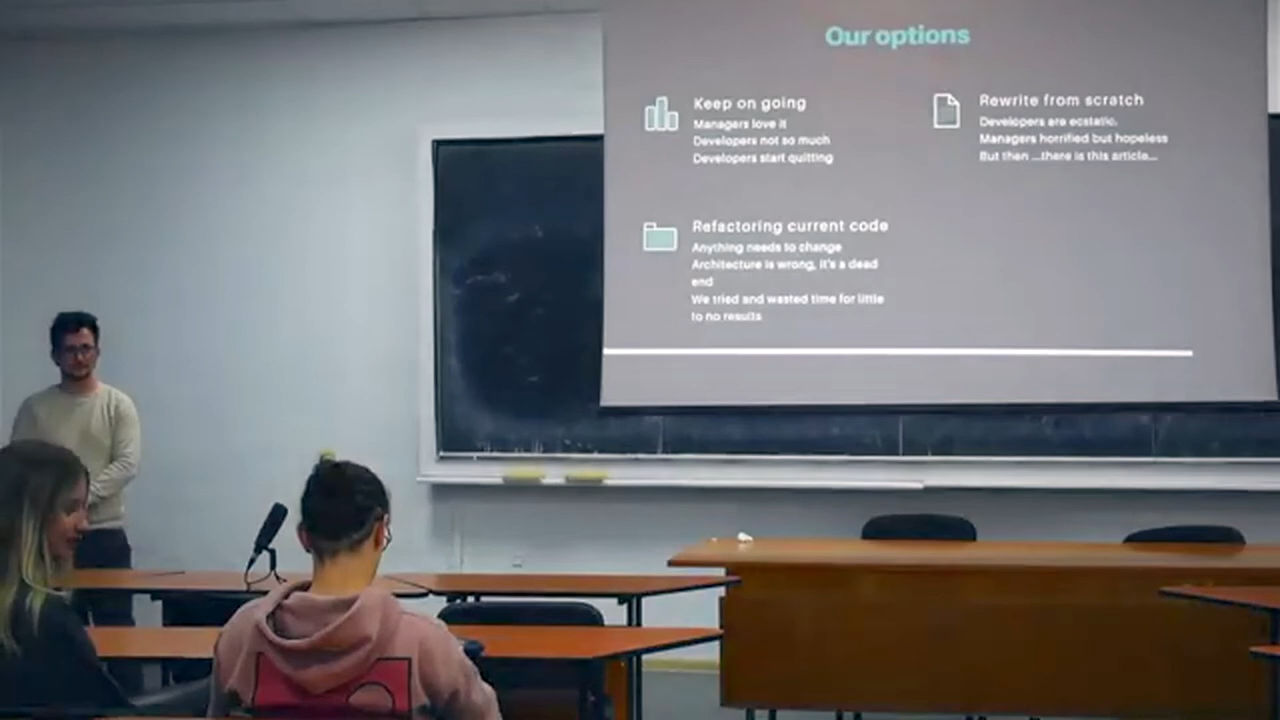 Our options
Keep on going
Managers love it
Developers not so much
Developers start quitting
Rewrite from scratch
Developers are ecstatic.
Managers horrified but hopeless
But then ...there is this article...
Refactoring current code
Anything needs to change
Architecture is wrong, it's a dead
end
We tried and wasted time for little
to no results